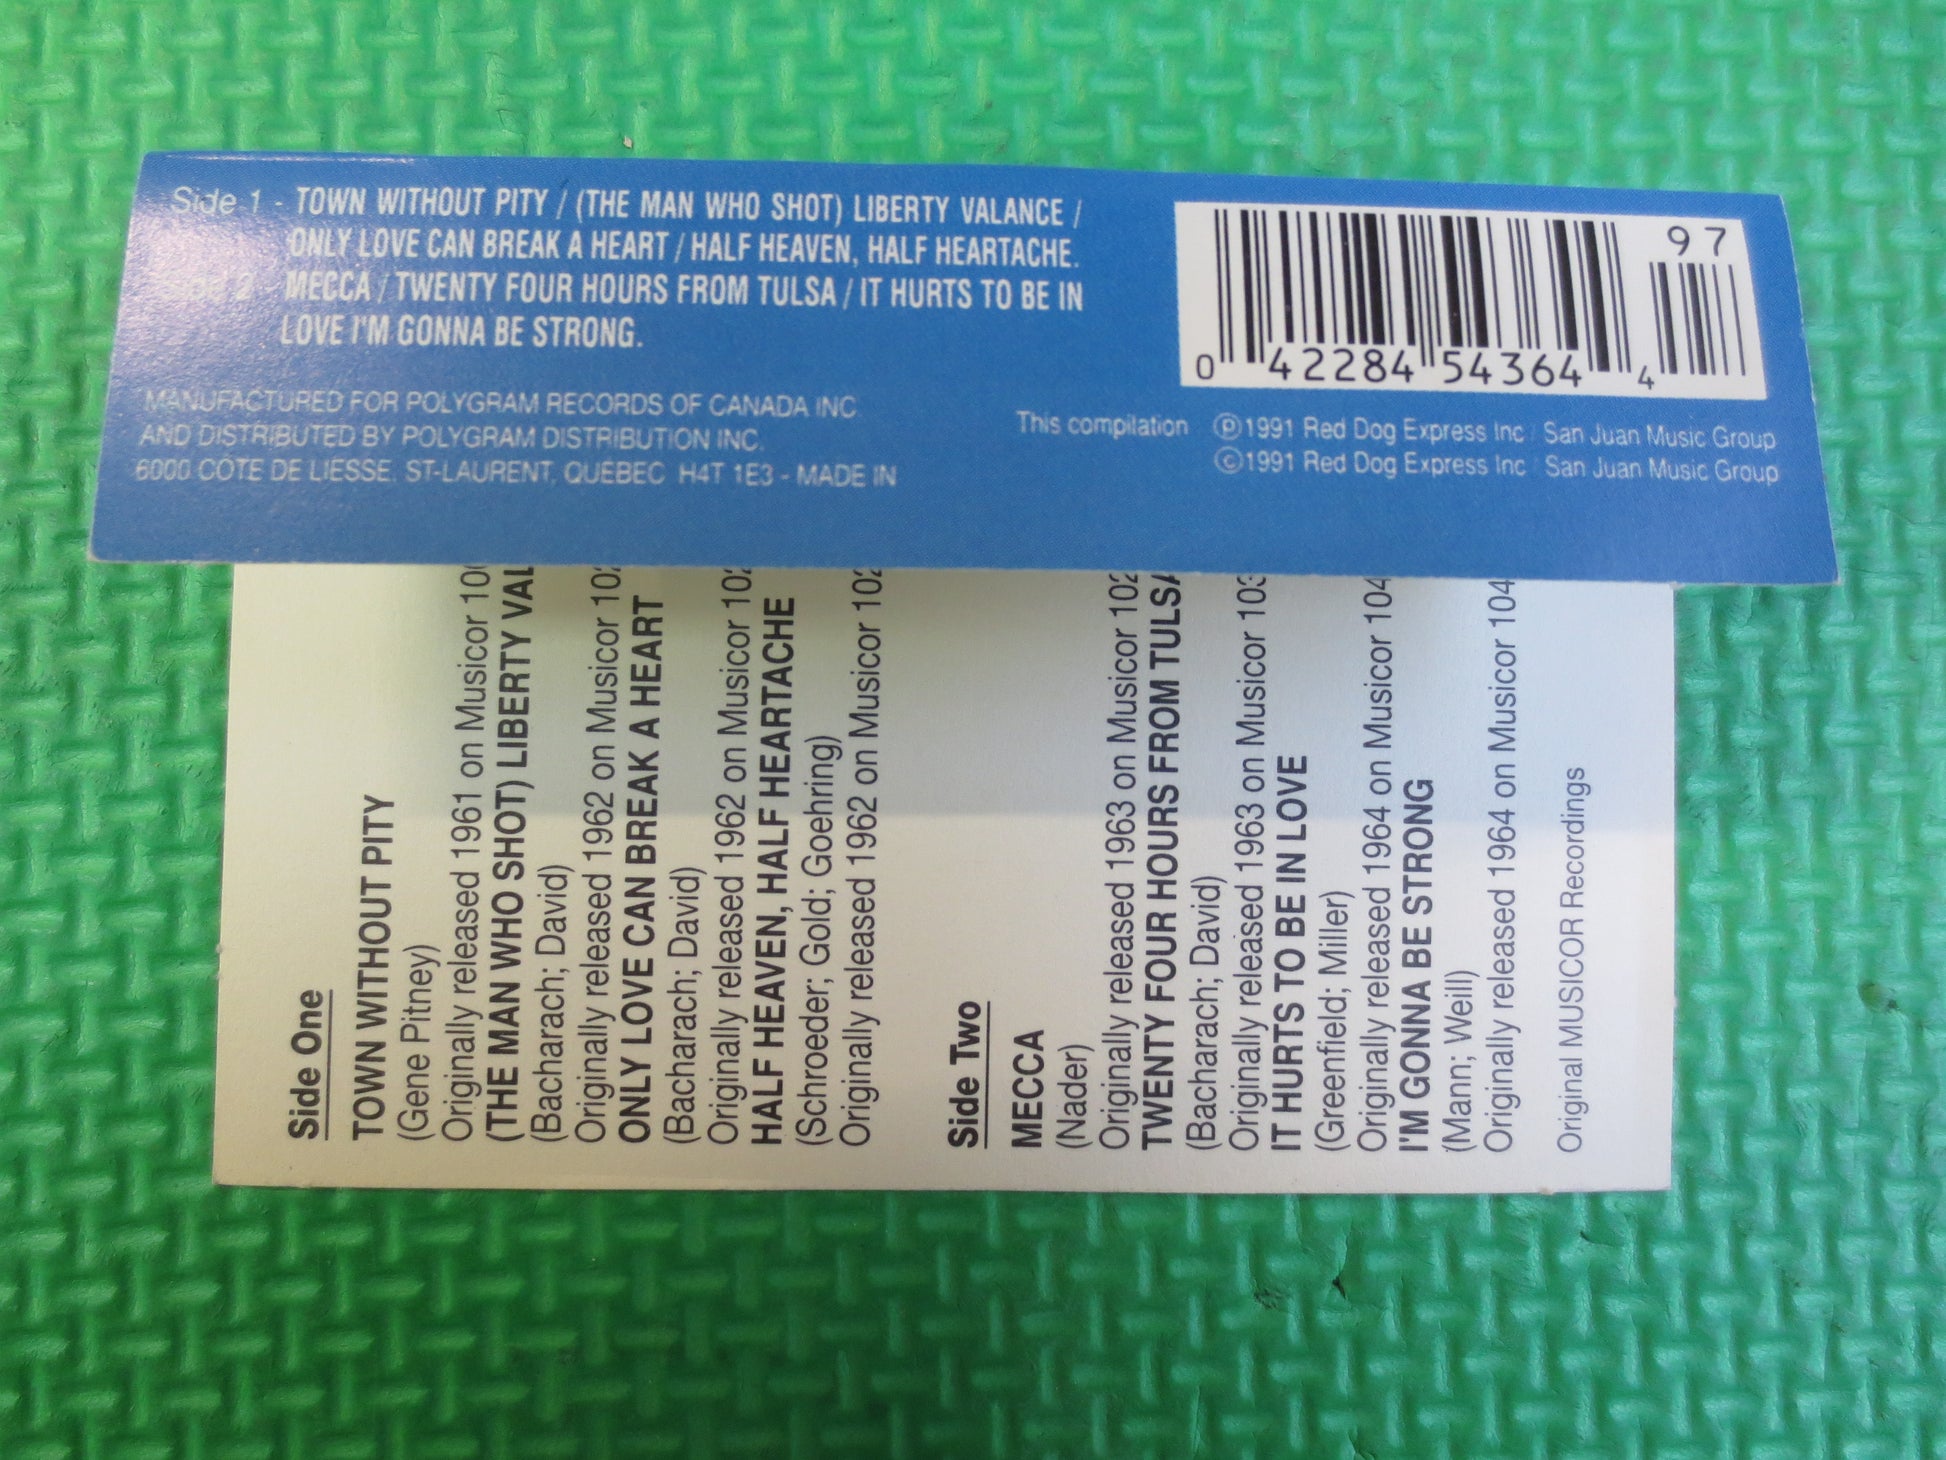 Side 1 - TOWN WITHOUT PITY / (THE MAN WHO SHOT) LIBERTY VALANCE /
ONLY LOVE CAN BREAK A HEART / HALF HEAVEN, HALF HEARTACHE.
Side 2 - MECCA / TWENTY FOUR HOURS FROM TULSA / IT HURTS TO BE IN
LOVE I'M GONNA BE STRONG.
MANUFACTURED FOR POLYGRAM RECORDS OF CANADA INC
AND DISTRIBUTED BY POLYGRAM DISTRIBUTION INC.
6000 COTE DE LIESSE, ST-LAURENT, QUEBEC H4T 1E3 - MADE IN
97
0 42284 54364 4
This compilation ℗1991 Red Dog Express Inc / San Juan Music Group
©1991 Red Dog Express Inc / San Juan Music Group
Side One
TOWN WITHOUT PITY
(Gene Pitney)
Originally released 1961 on Musicor
(THE MAN WHO SHOT) LIBERTY VAL
(Bacharach; David)
Originally released 1962 on Musicor
ONLY LOVE CAN BREAK A HEART
(Bacharach; David)
Originally released 1962 on Musicor
HALF HEAVEN, HALF HEARTACHE
(Schroeder; Gold; Goehring)
Originally released 1962 on Musicor 102
Side Two
MECCA
(Nader)
Originally released 1963 on Musicor 102
TWENTY FOUR HOURS FROM TULSA
(Bacharach; David)
Originally released 1963 on Musicor 103
IT HURTS TO BE IN LOVE
(Greenfield; Miller)
Originally released 1964 on Musicor 104
I'M GONNA BE STRONG
(Mann; Weill)
Originally released 1964 on Musicor 104
Original MUSICOR Recordings